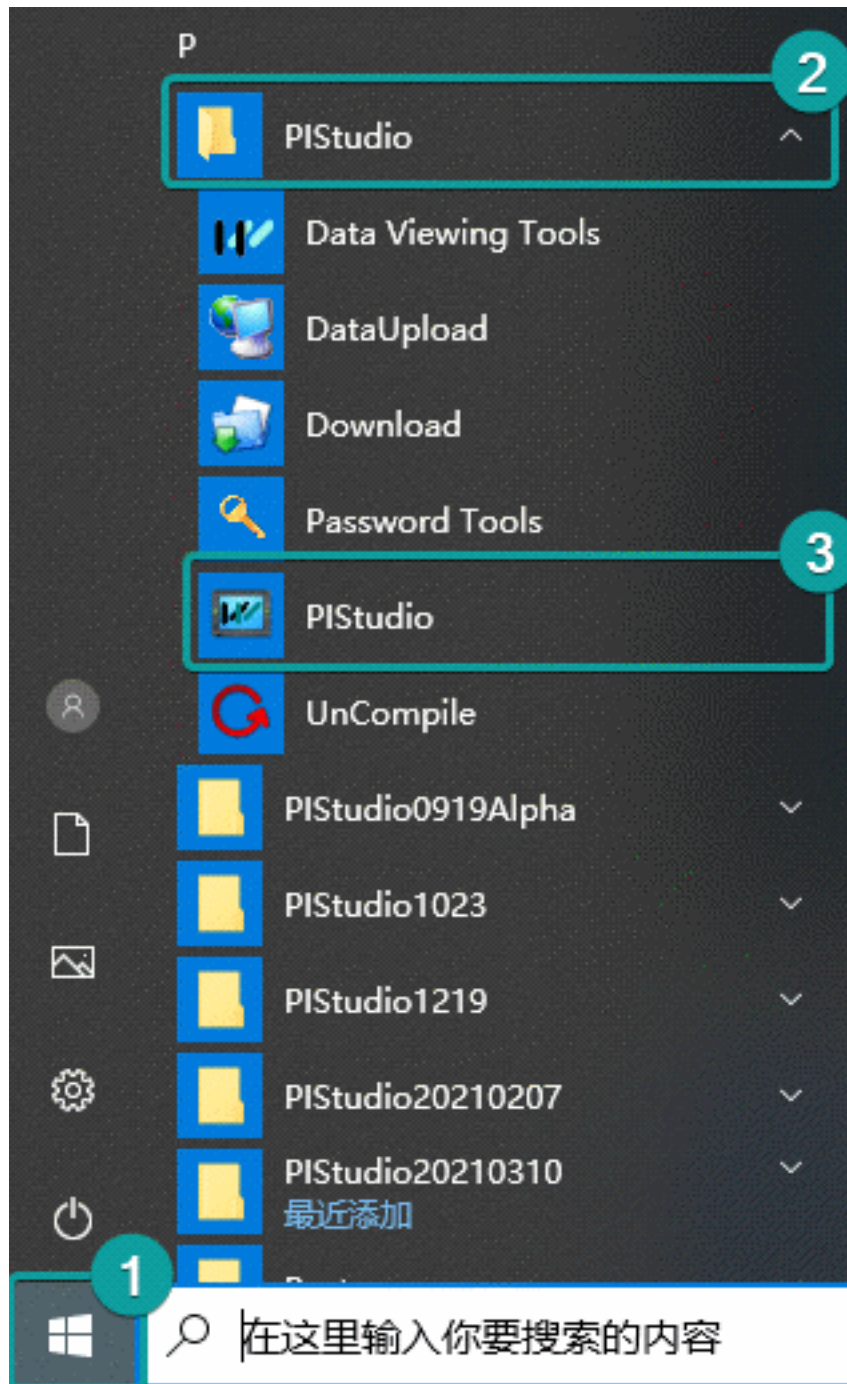 P
2
PIStudio
Data Viewing Tools
DataUpload
Download
Password Tools
3
PIStudio
UnCompile
PIStudio0919Alpha
PIStudio1023
PIStudio1219
PIStudio20210207
PIStudio20210310
最近添加
1
在这里输入你要搜索的内容